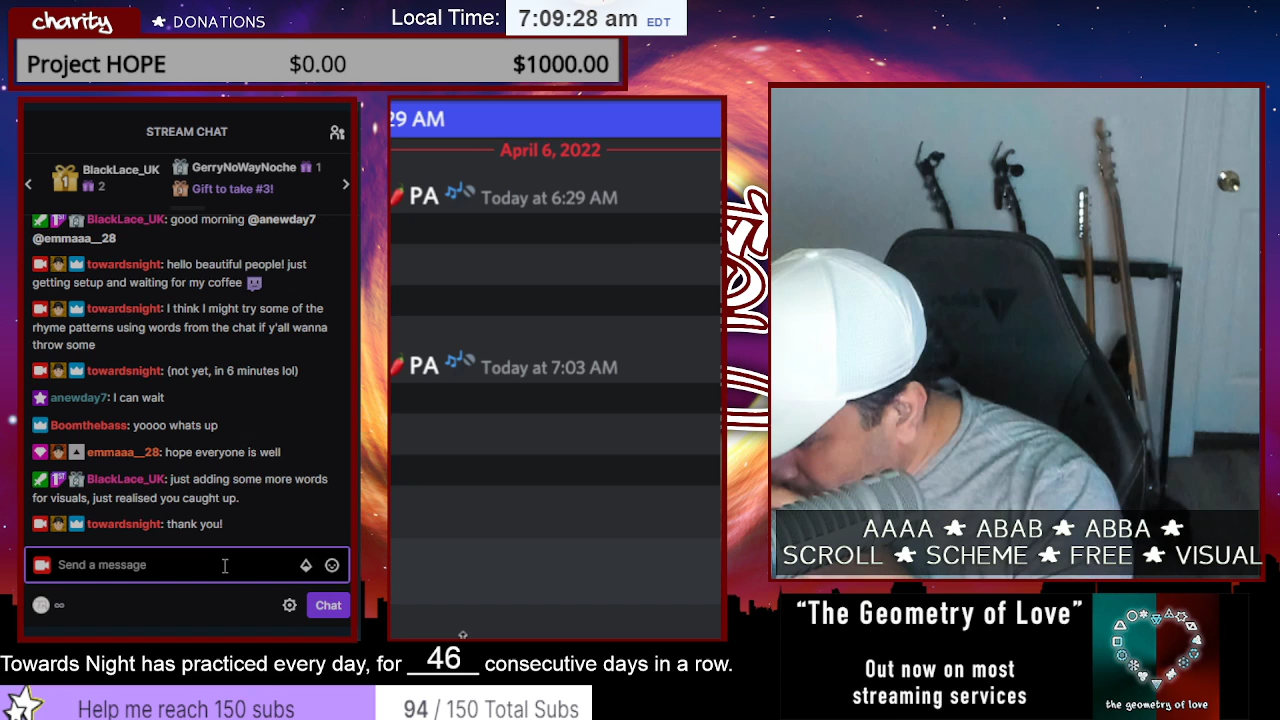 charity
DONATIONS
Local Time:
7:09:28 am EDT
Project HOPE $0.00 $1000.00
STREAM CHAT
BlackLace_UK
2
GerryNoWayNoche 1
Gift to take #3!
BlackLace_UK: good morning @anewday7
@emmaaa__28
towardsnight: hello beautiful people! just
getting setup and waiting for my coffee
towardsnight: I think I might try some of the
rhyme patterns using words from the chat if y'all wanna
throw some
towardsnight: (not yet, in 6 minutes lol)
anewday7: I can wait
Boomthebass: yoooo whats up
emmaaa__28: hope everyone is well
BlackLace_UK: just adding some more words
for visuals, just realised you caught up.
towardsnight: thank you!
Send a message
∞
Chat
29 AM
April 6, 2022
PA Today at 6:29 AM
PA Today at 7:03 AM
AAAA ABAB ABBA
SCROLL SCHEME FREE VISUAL
"The Geometry of Love"
Out now on most
streaming services
the geometry of love
Towards Night has practiced every day, for 46 consecutive days in a row.
Help me reach 150 subs
94 / 150 Total Subs